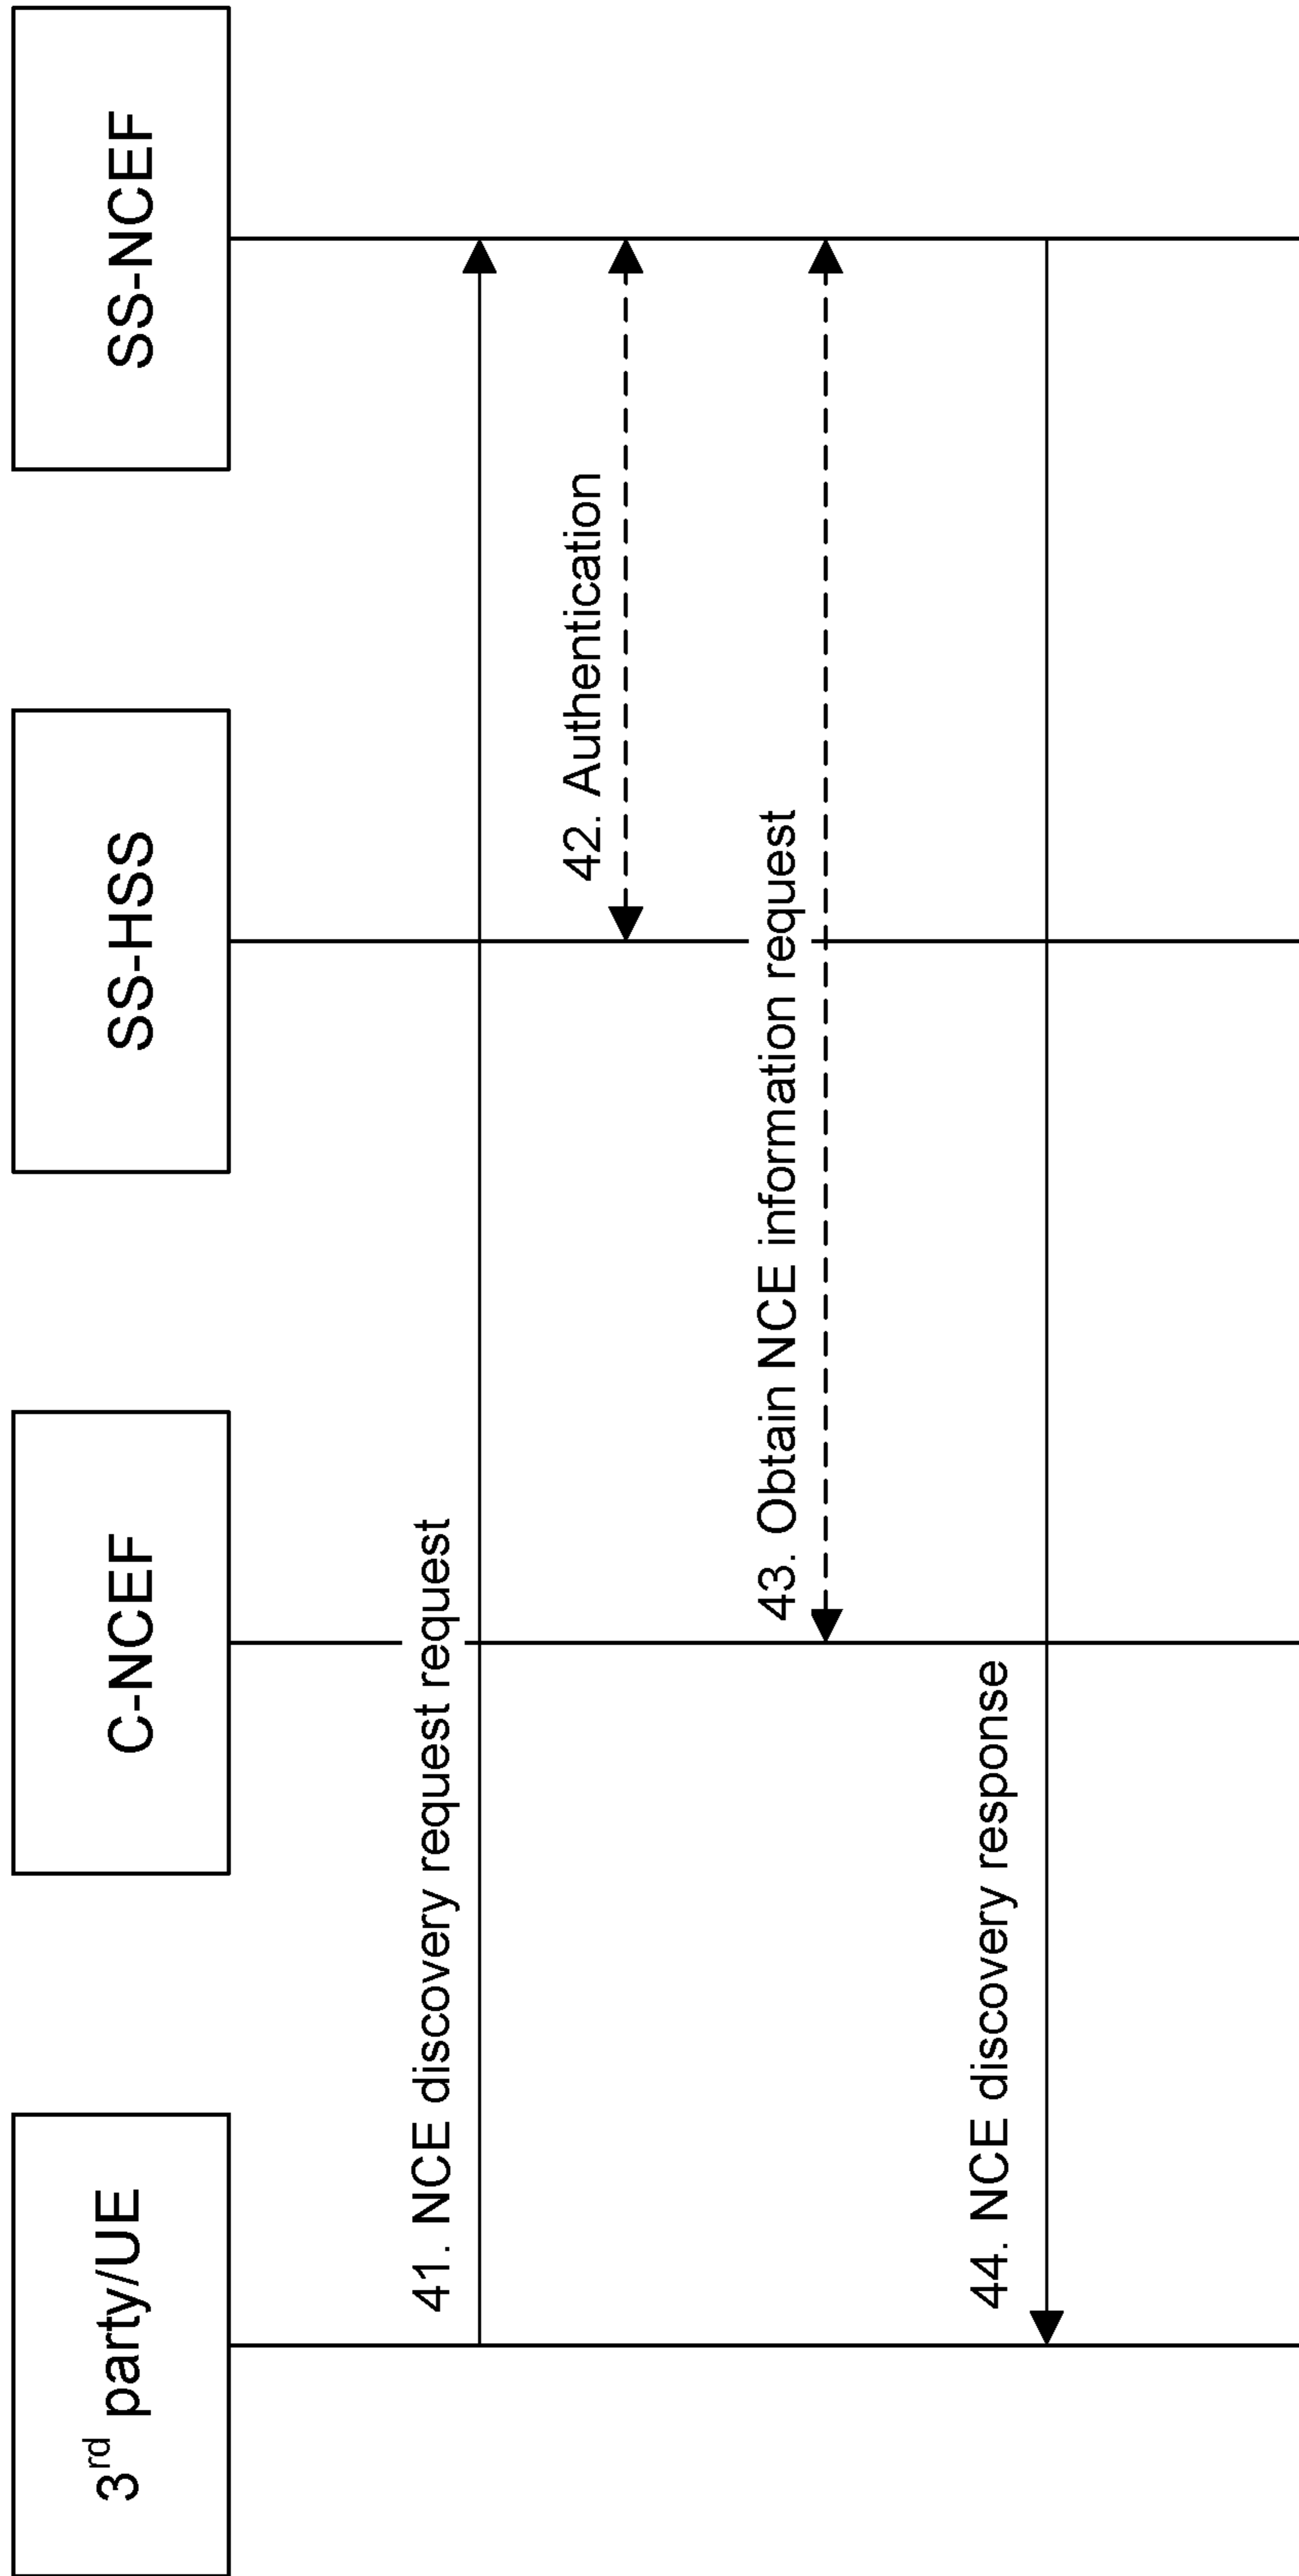 3rd party/UE
C-NCEF
SS-HSS
SS-NCEF
41. NCE discovery request request
42. Authentication
43. Obtain NCE information request
44. NCE discovery response